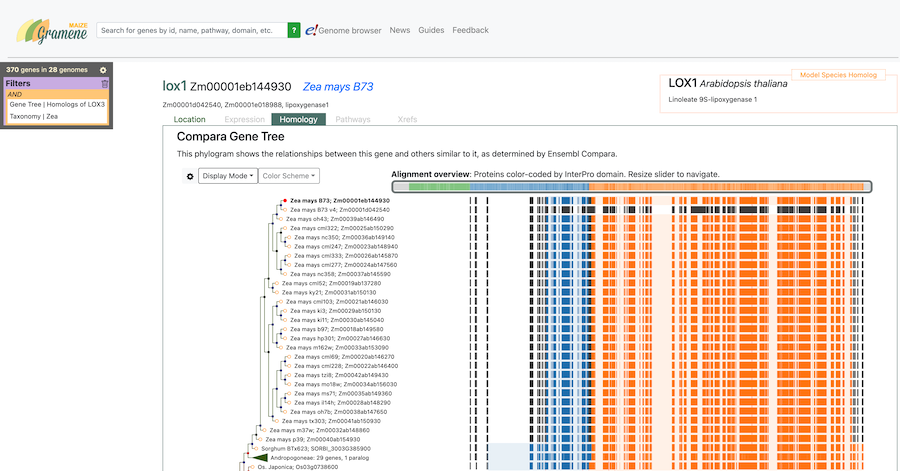 MAIZE
Gramene
Search for genes by id, name, pathway, domain, etc.
?
e! Genome browser
News
Guides
Feedback
370 genes in 28 genomes
Filters
AND
Gene Tree | Homologs of LOX3
Taxonomy | Zea
lox1 Zm00001eb144930 Zea mays B73
Zm00001d042540, Zm00001e018988, lipoxygenase1
Model Species Homolog
LOX1 Arabidopsis thaliana
Linoleate 9S-lipoxygenase 1
Location
Expression
Homology
Pathways
Xrefs
Compara Gene Tree
This phylogram shows the relationships between this gene and others similar to it, as determined by Ensembl Compara.
Display Mode
Color Scheme
Alignment overview: Proteins color-coded by InterPro domain. Resize slider to navigate.
Zea mays B73; Zm00001eb144930
Zea mays B73 v4; Zm00001d042540
Zea mays oh43; Zm00039ab146490
Zea mays cml322; Zm00025ab150290
Zea mays nc350; Zm00036ab149140
Zea mays cml247; Zm00023ab148940
Zea mays cml333; Zm00026ab145870
Zea mays cml277; Zm00024ab147560
Zea mays nc358; Zm00037ab145590
Zea mays cml52; Zm00019ab137280
Zea mays ky21; Zm00031ab150130
Zea mays cml103; Zm00021ab146030
Zea mays ki3; Zm00029ab150130
Zea mays ki11; Zm00030ab145040
Zea mays b97; Zm00018ab149580
Zea mays hp301; Zm00027ab146630
Zea mays m162w; Zm00033ab153090
Zea mays cml69; Zm00020ab146270
Zea mays cml228; Zm00022ab146400
Zea mays tzi8; Zm00042ab149430
Zea mays mo18w; Zm00034ab156030
Zea mays ms71; Zm00035ab149360
Zea mays il14h; Zm00028ab148290
Zea mays oh7b; Zm00038ab147650
Zea mays tx303; Zm00041ab150930
Zea mays m37w; Zm00032ab148860
Zea mays p39; Zm00040ab154930
Sorghum BTx623; SORBI_3003G385900
Andropogoneae: 29 genes, 1 paralog
Os. Japonica; Os03g0738600